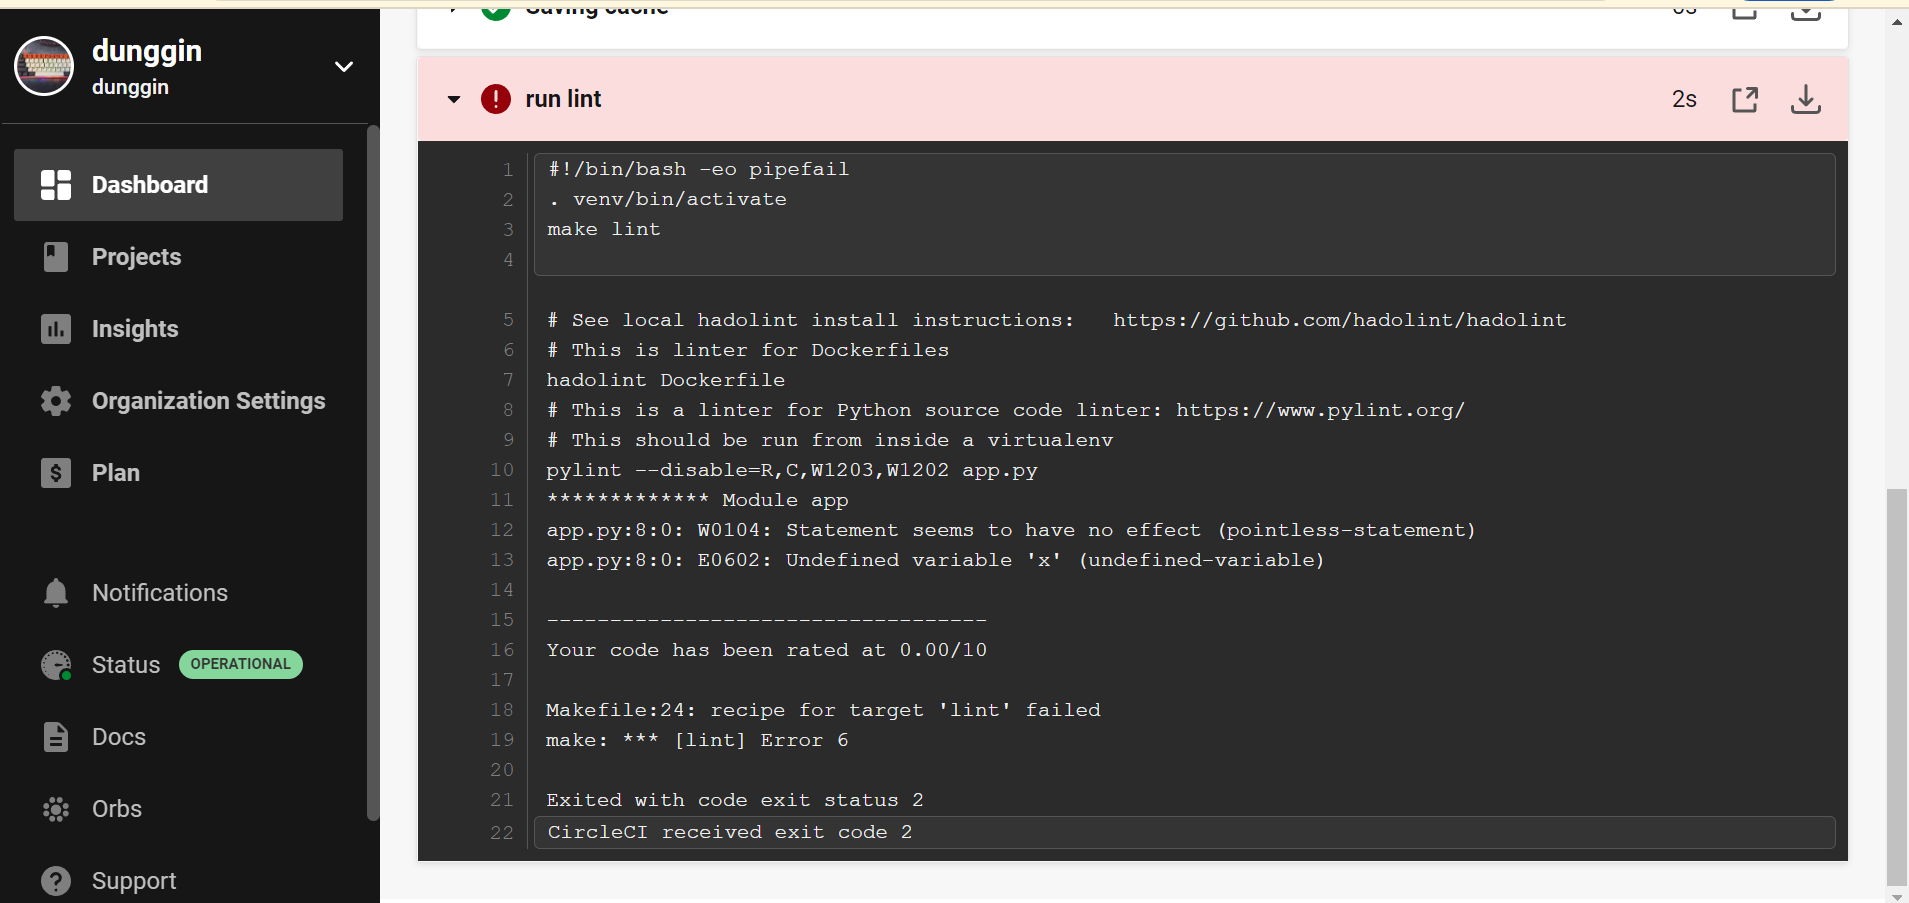 dunggin
dunggin
Dashboard
Projects
Insights
Organization Settings
Plan
Notifications
Status OPERATIONAL
Docs
Orbs
Support
Saving cache
run lint 2s
1 #!/bin/bash -eo pipefail
2 . venv/bin/activate
3 make lint
4
5 # See local hadolint install instructions:   https://github.com/hadolint/hadolint
6 # This is linter for Dockerfiles
7 hadolint Dockerfile
8 # This is a linter for Python source code linter: https://www.pylint.org/
9 # This should be run from inside a virtualenv
10 pylint --disable=R,C,W1203,W1202 app.py
11 ************* Module app
12 app.py:8:0: W0104: Statement seems to have no effect (pointless-statement)
13 app.py:8:0: E0602: Undefined variable 'x' (undefined-variable)
14
15 -----------------------------------
16 Your code has been rated at 0.00/10
17
18 Makefile:24: recipe for target 'lint' failed
19 make: *** [lint] Error 6
20
21 Exited with code exit status 2
22 CircleCI received exit code 2